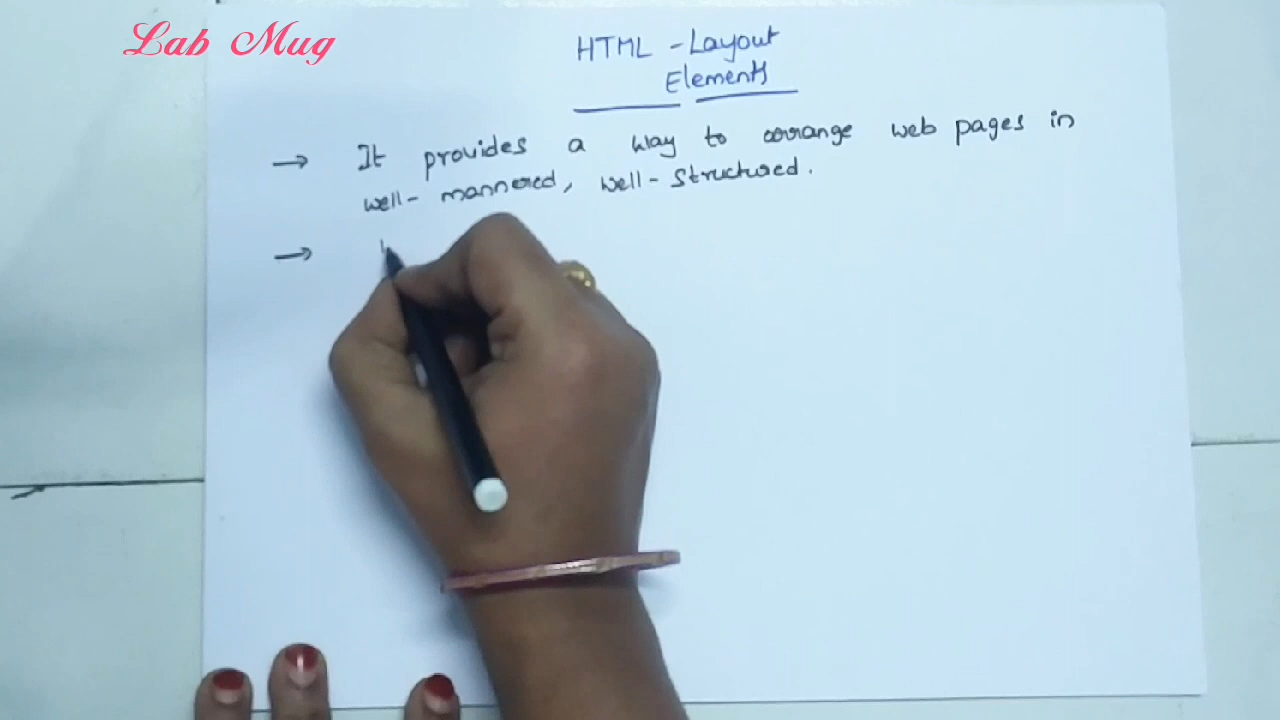 Lab Mug
HTML - Layout
Elements
→ It provides a way to arrange web pages in
well-mannered, well-structured.
→